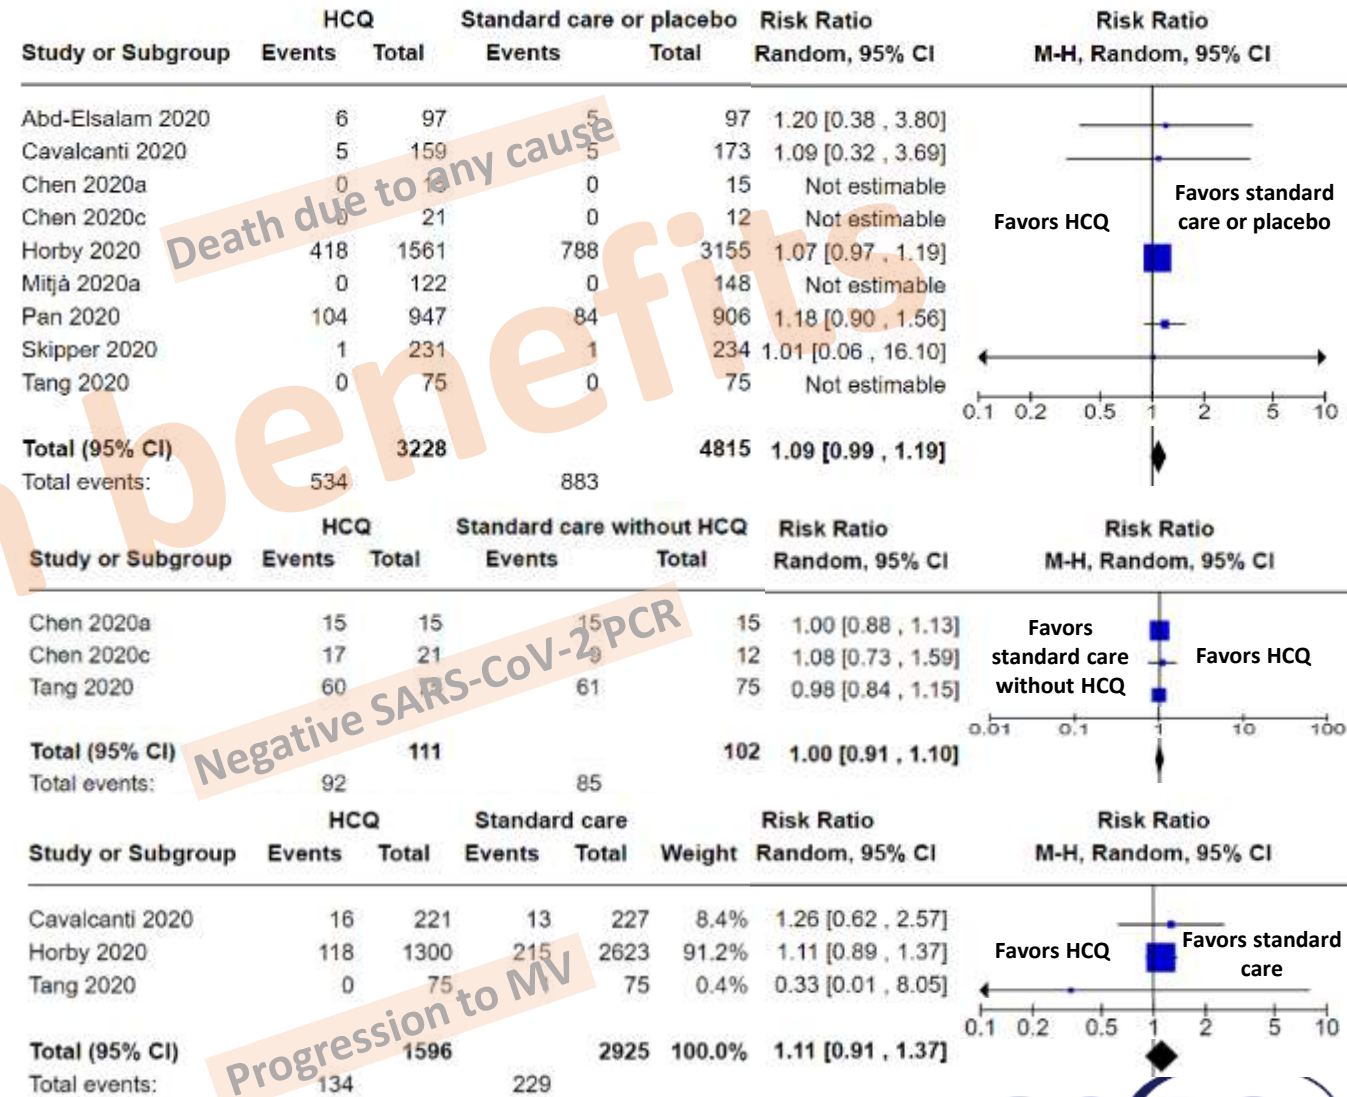 HCQ Standard care or placebo Risk Ratio Risk Ratio
Study or Subgroup Events Total Events Total Random, 95% CI M-H, Random, 95% CI
Abd-Elsalam 2020 6 97 5 97 1.20 [0.38 , 3.80]
Cavalcanti 2020 5 159 5 173 1.09 [0.32 , 3.69]
Chen 2020a 0 0 15 Not estimable
Chen 2020c 0 21 0 12 Not estimable
Horby 2020 418 1561 788 3155 1.07 [0.97 , 1.19]
Mitjà 2020a 0 122 0 148 Not estimable
Pan 2020 104 947 84 906 1.18 [0.90 , 1.56]
Skipper 2020 1 231 1 234 1.01 [0.06 , 16.10]
Tang 2020 0 75 0 75 Not estimable
Favors HCQ
Favors standard
care or placebo
0.1 0.2 0.5 1 2 5 10
Total (95% CI) 3228 4815 1.09 [0.99 , 1.19]
Total events: 534 883
Death due to any cause
benefits
HCQ Standard care without HCQ Risk Ratio Risk Ratio
Study or Subgroup Events Total Events Total Random, 95% CI M-H, Random, 95% CI
Chen 2020a 15 15 15 15 1.00 [0.88 , 1.13]
Chen 2020c 17 21 9 12 1.08 [0.73 , 1.59]
Tang 2020 60 61 75 0.98 [0.84 , 1.15]
Favors
standard care
without HCQ
Favors HCQ
0.01 0.1 1 10 100
Total (95% CI) 111 102 1.00 [0.91 , 1.10]
Total events: 92 85
Negative SARS-CoV-2 PCR
HCQ Standard care Risk Ratio Risk Ratio
Study or Subgroup Events Total Events Total Weight Random, 95% CI M-H, Random, 95% CI
Cavalcanti 2020 16 221 13 227 8.4% 1.26 [0.62 , 2.57]
Horby 2020 118 1300 215 2623 91.2% 1.11 [0.89 , 1.37]
Tang 2020 0 75 75 0.4% 0.33 [0.01 , 8.05]
Favors HCQ
Favors standard
care
0.1 0.2 0.5 1 2 5 10
Total (95% CI) 1596 2925 100.0% 1.11 [0.91 , 1.37]
Total events: 134 229
Progression to MV